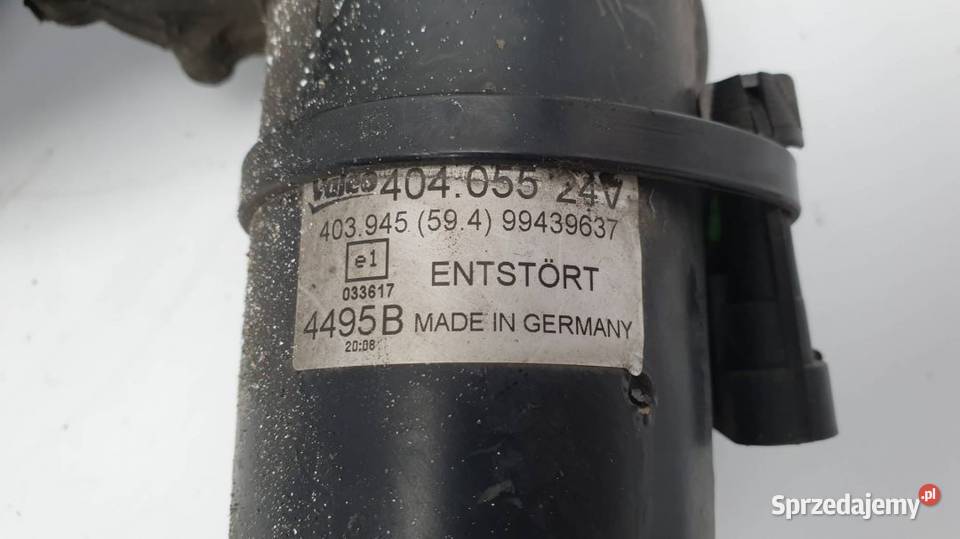 Valeo 404.055 24V
403.945 (59.4) 99439637
e1
033617
ENTSTÖRT
4495B MADE IN GERMANY
20:08
Sprzedajemy.pl